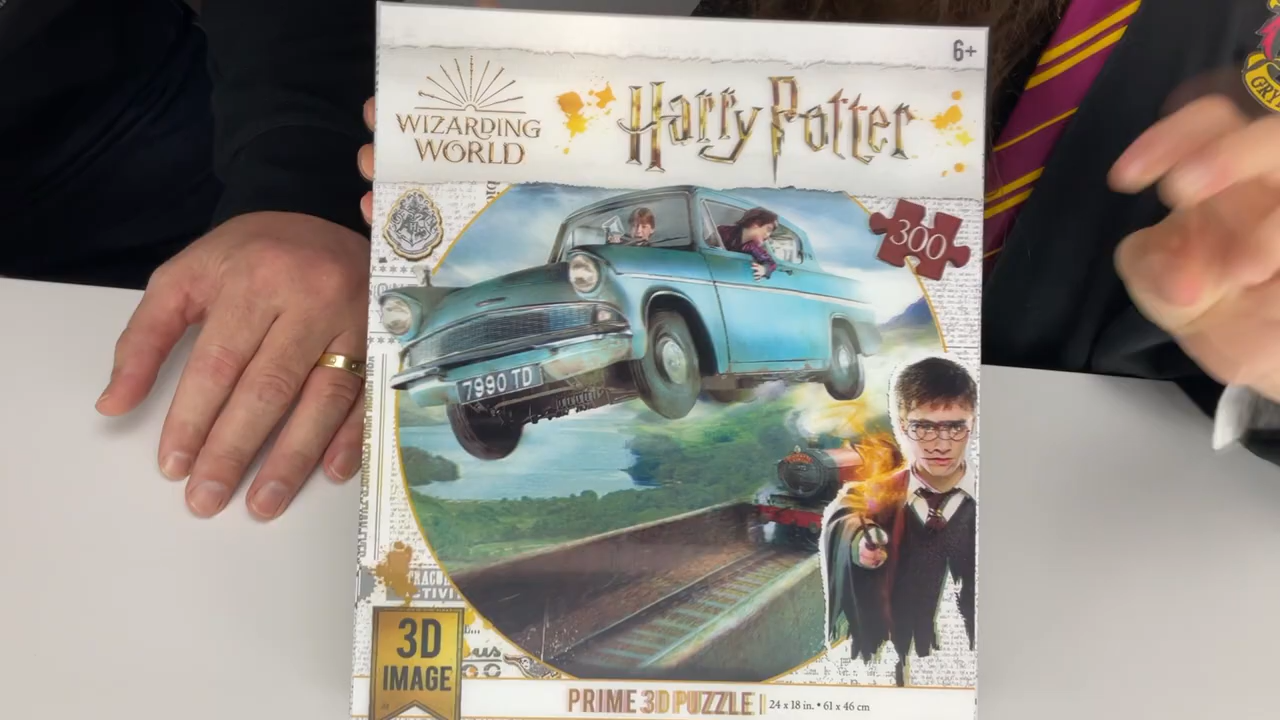 6+
WIZARDING
WORLD
Harry Potter
300
7990 TD
3D
IMAGE
PRIME 3D PUZZLE
24 x 18 in. • 61 x 46 cm
GRY